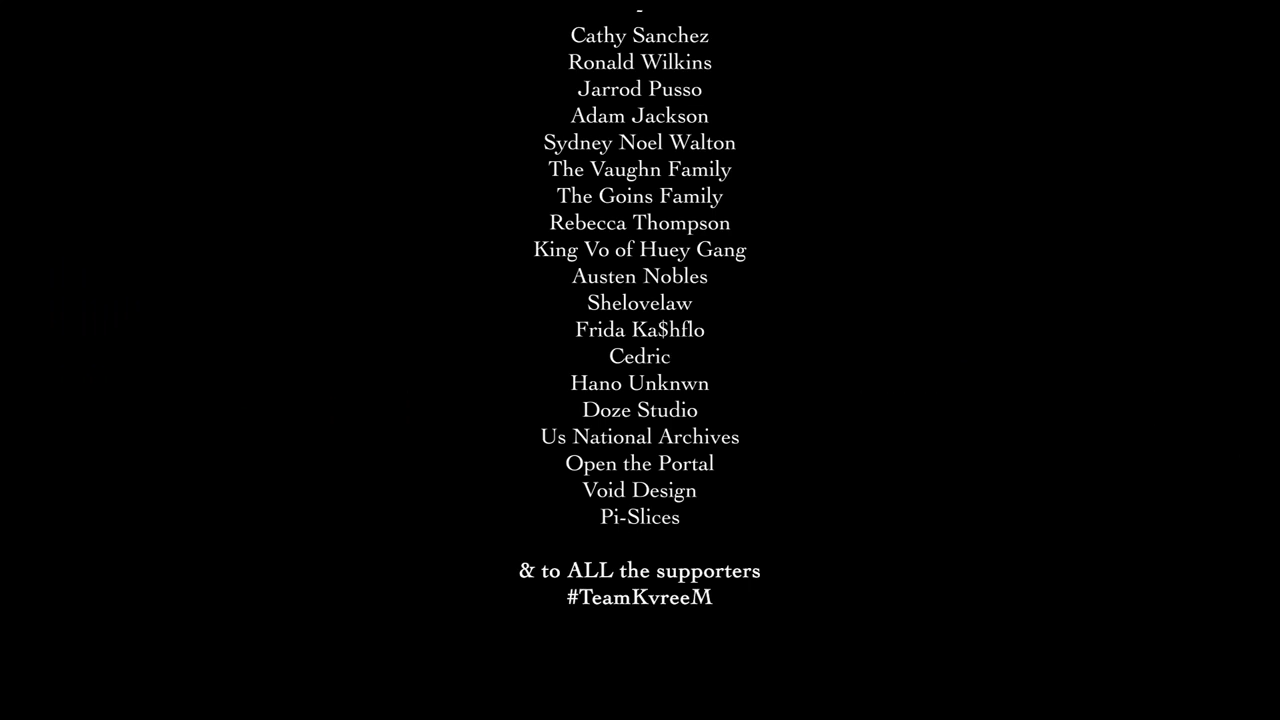 -
Cathy Sanchez
Ronald Wilkins
Jarrod Pusso
Adam Jackson
Sydney Noel Walton
The Vaughn Family
The Goins Family
Rebecca Thompson
King Vo of Huey Gang
Austen Nobles
Shelovelaw
Frida Ka$hflo
Cedric
Hano Unknwn
Doze Studio
Us National Archives
Open the Portal
Void Design
Pi-Slices
& to ALL the supporters
#TeamKvreeM